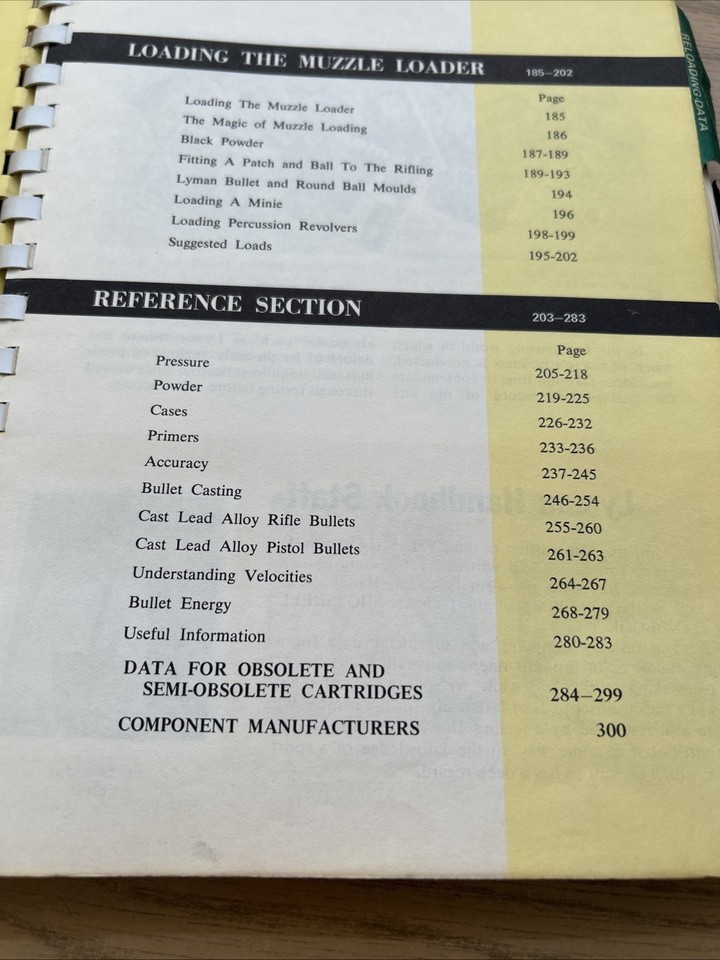 LOADING THE MUZZLE LOADER 185–202
Page
Loading The Muzzle Loader 185
The Magic of Muzzle Loading 186
Black Powder 187-189
Fitting A Patch and Ball To The Rifling 189-193
Lyman Bullet and Round Ball Moulds 194
Loading A Minie 196
Loading Percussion Revolvers 198-199
Suggested Loads 195-202
REFERENCE SECTION 203–283
Page
Pressure 205-218
Powder 219-225
Cases 226-232
Primers 233-236
Accuracy 237-245
Bullet Casting 246-254
Cast Lead Alloy Rifle Bullets 255-260
Cast Lead Alloy Pistol Bullets 261-263
Understanding Velocities 264-267
Bullet Energy 268-279
Useful Information 280-283
DATA FOR OBSOLETE AND
SEMI-OBSOLETE CARTRIDGES 284–299
COMPONENT MANUFACTURERS 300
RELOADING DATA